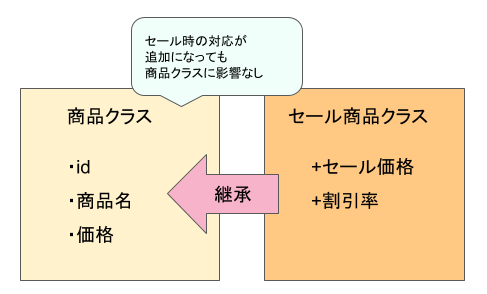 セール時の対応が
追加になっても
商品クラスに影響なし
商品クラス
・id
・商品名
・価格
継承
セール商品クラス
+セール価格
+割引率